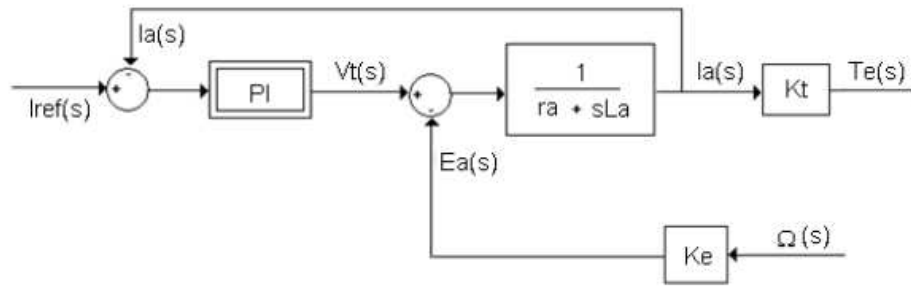 Ia(s)
Iref(s)
+
-
PI
Vt(s)
+
-
1
ra + sLa
Ia(s)
Kt
Te(s)
Ea(s)
Ke
Ω(s)